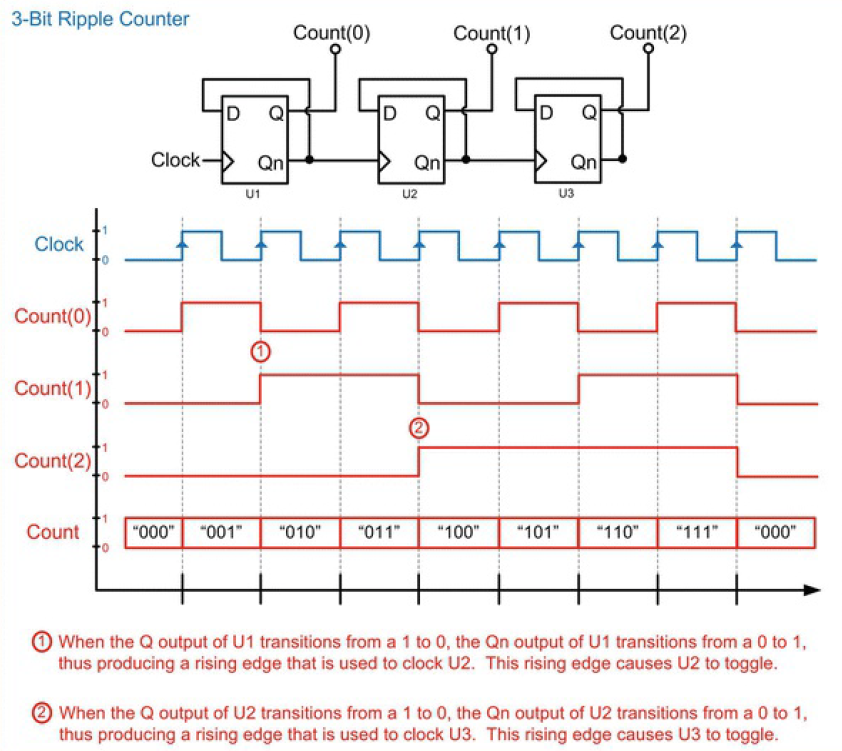 3-Bit Ripple Counter
Count(0) Count(1) Count(2)
D Q D Q D Q
Clock Qn Qn Qn
U1 U2 U3
Clock 1
0
Count(0) 1
0
1
Count(1) 1
0
2
Count(2) 1
0
Count 1
0
“000” “001” “010” “011” “100” “101” “110” “111” “000”
1 When the Q output of U1 transitions from a 1 to 0, the Qn output of U1 transitions from a 0 to 1,
thus producing a rising edge that is used to clock U2. This rising edge causes U2 to toggle.
2 When the Q output of U2 transitions from a 1 to 0, the Qn output of U2 transitions from a 0 to 1,
thus producing a rising edge that is used to clock U3. This rising edge causes U3 to toggle.